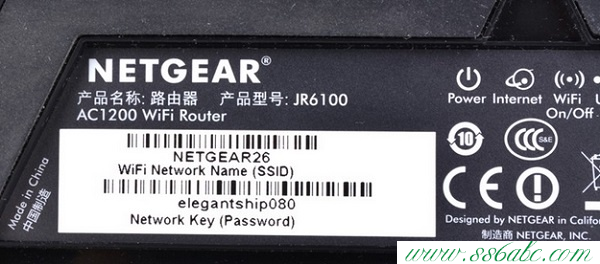 NETGEAR®
产品名称: 路由器 产品型号: JR6100
AC1200 WiFi Router
Power Internet WiFi
On/Off
NETGEAR26
WiFi Network Name (SSID)
elegantship080
Network Key (Password)
Made in China
中国制造
10
CCC S&E
Designed by NETGEAR in Califor
制造商 NETGEAR, INC.
www.886abc.com